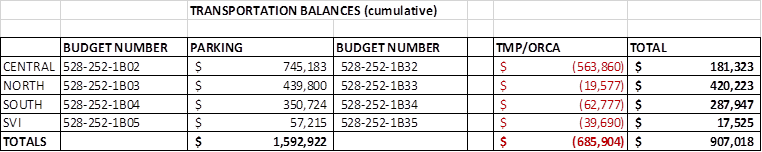 TRANSPORTATION BALANCES (cumulative)
BUDGET NUMBER PARKING BUDGET NUMBER TMP/ORCA TOTAL
CENTRAL 528-252-1B02 $ 745,183 528-252-1B32 $ (563,860) $ 181,323
NORTH 528-252-1B03 $ 439,800 528-252-1B33 $ (19,577) $ 420,223
SOUTH 528-252-1B04 $ 350,724 528-252-1B34 $ (62,777) $ 287,947
SVI 528-252-1B05 $ 57,215 528-252-1B35 $ (39,690) $ 17,525
TOTALS $ 1,592,922 $ (685,904) $ 907,018